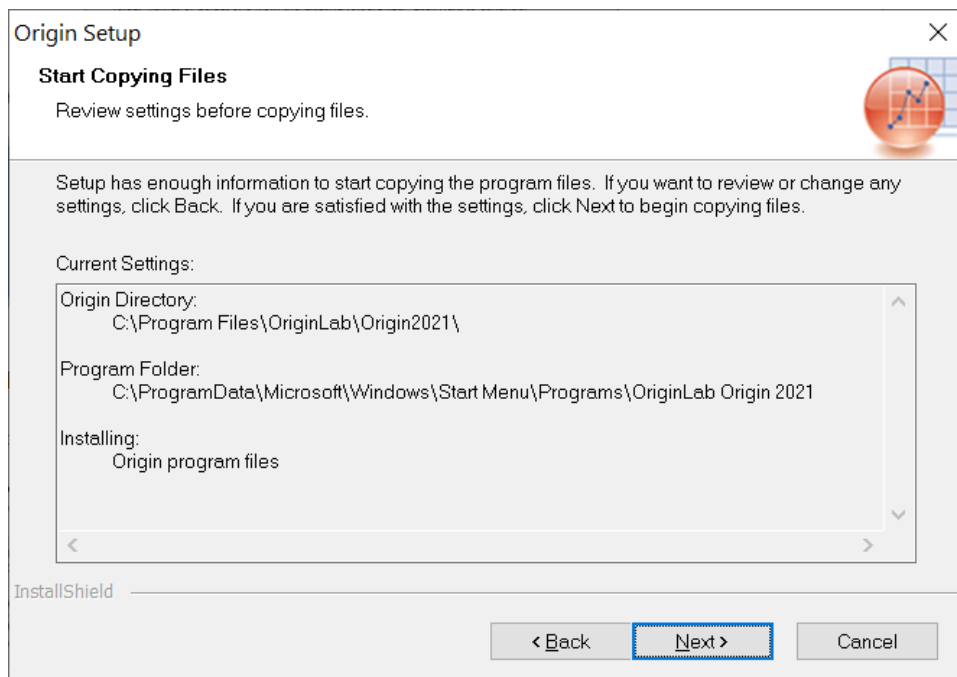 Origin Setup
Start Copying Files
Review settings before copying files.
Setup has enough information to start copying the program files. If you want to review or change any
settings, click Back. If you are satisfied with the settings, click Next to begin copying files.
Current Settings:
Origin Directory:
C:\Program Files\OriginLab\Origin2021\
Program Folder:
C:\ProgramData\Microsoft\Windows\Start Menu\Programs\OriginLab Origin 2021
Installing:
Origin program files
InstallShield
< Back
Next >
Cancel